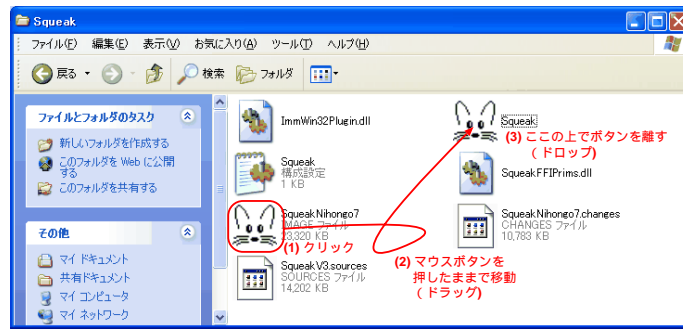 Squeak
ファイル(F) 編集(E) 表示(V) お気に入り(A) ツール(T) ヘルプ(H)
戻る 検索 フォルダ
ファイルとフォルダのタスク
新しいフォルダを作成する
このフォルダを Web に公開
する
このフォルダを共有する
その他
マイ ドキュメント
共有ドキュメント
マイ コンピュータ
マイ ネットワーク
ImmWin32Plugin.dll
Squeak
(3) ここの上でボタンを離す
(ドロップ)
Squeak
構成設定
1 KB
SqueakFFIPrims.dll
SqueakNihongo7
IMAGE ファイル
23,320 KB
(1) クリック
SqueakNihongo7.changes
CHANGES ファイル
10,783 KB
(2) マウスボタンを
押したままで移動
(ドラッグ)
SqueakV3.sources
SOURCES ファイル
14,202 KB